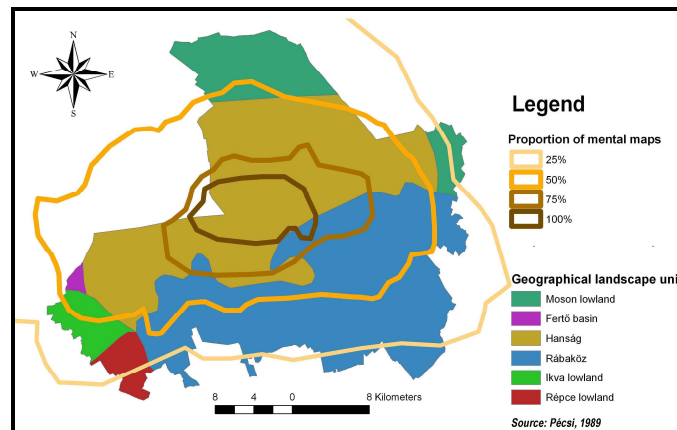 N
W E
S
Legend
Proportion of mental maps
25%
50%
75%
100%
Geographical landscape uni
Moson lowland
Fertő basin
Hanság
Rábaköz
Ikva lowland
Répce lowland
8 4 0 8 Kilometers
Source: Pécsi, 1989